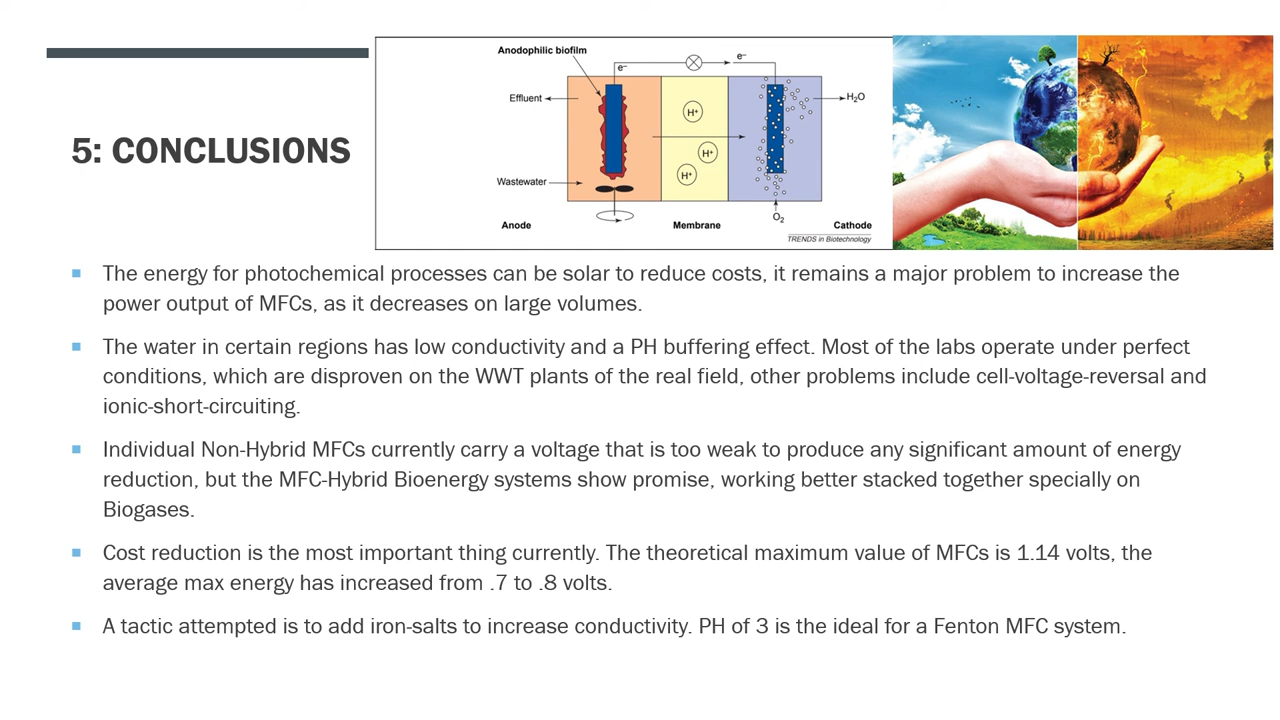 5: CONCLUSIONS
Anodophilic biofilm
e⁻
e⁻
Effluent
H⁺
H⁺
H⁺
H₂O
Wastewater
O₂
Anode
Membrane
Cathode
TRENDS in Biotechnology
The energy for photochemical processes can be solar to reduce costs, it remains a major problem to increase the
power output of MFCs, as it decreases on large volumes.
The water in certain regions has low conductivity and a PH buffering effect. Most of the labs operate under perfect
conditions, which are disproven on the WWT plants of the real field, other problems include cell-voltage-reversal and
ionic-short-circuiting.
Individual Non-Hybrid MFCs currently carry a voltage that is too weak to produce any significant amount of energy
reduction, but the MFC-Hybrid Bioenergy systems show promise, working better stacked together specially on
Biogases.
Cost reduction is the most important thing currently. The theoretical maximum value of MFCs is 1.14 volts, the
average max energy has increased from .7 to .8 volts.
A tactic attempted is to add iron-salts to increase conductivity. PH of 3 is the ideal for a Fenton MFC system.